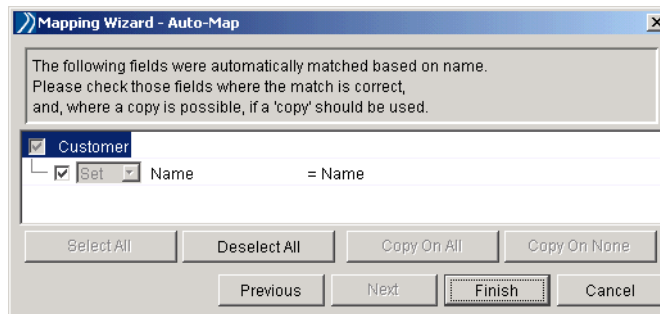 Mapping Wizard - Auto-Map
The following fields were automatically matched based on name.
Please check those fields where the match is correct,
and, where a copy is possible, if a 'copy' should be used.
Customer
Set Name = Name
Select All Deselect All Copy On All Copy On None
Previous Next Finish Cancel